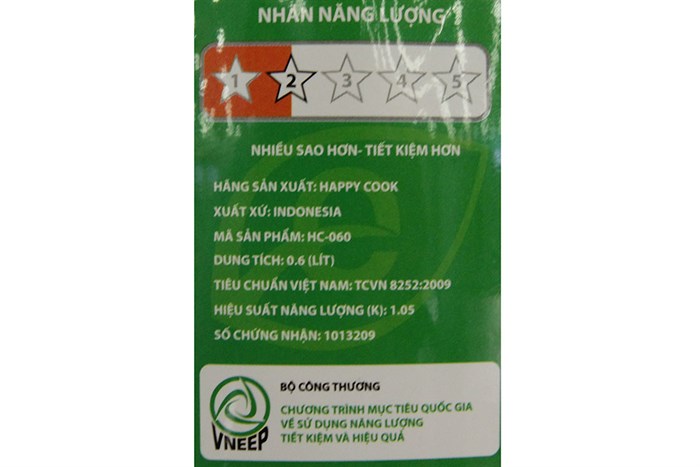 NHÃN NĂNG LƯỢNG
1 2 3 4 5
NHIỀU SAO HƠN- TIẾT KIỆM HƠN
HÃNG SẢN XUẤT: HAPPY COOK
XUẤT XỨ: INDONESIA
MÃ SẢN PHẨM: HC-060
DUNG TÍCH: 0.6 (LÍT)
TIÊU CHUẨN VIỆT NAM: TCVN 8252:2009
HIỆU SUẤT NĂNG LƯỢNG (K): 1.05
SỐ CHỨNG NHẬN: 1013209
BỘ CÔNG THƯƠNG
CHƯƠNG TRÌNH MỤC TIÊU QUỐC GIA
VỀ SỬ DỤNG NĂNG LƯỢNG
TIẾT KIỆM VÀ HIỆU QUẢ
VNEEP